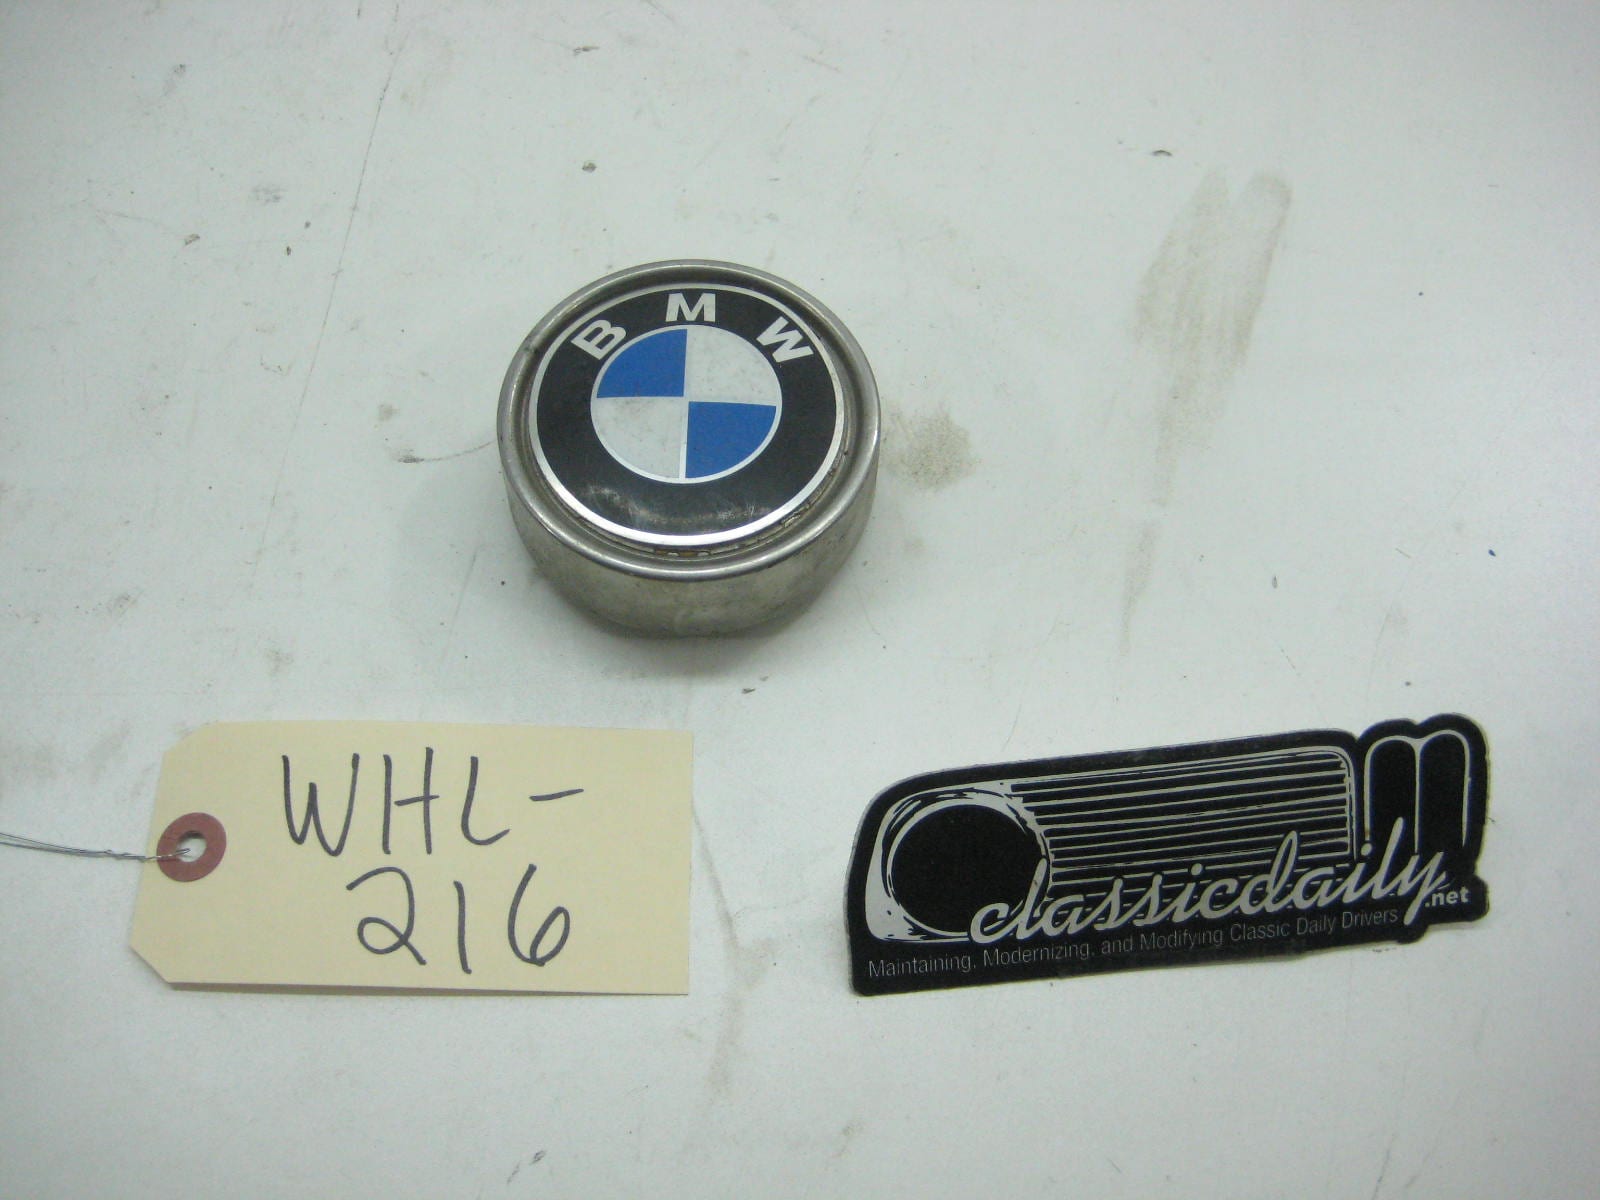 BMW
WHL-
216
classicdaily.net
Maintaining, Modernizing, and Modifying Classic Daily Drivers